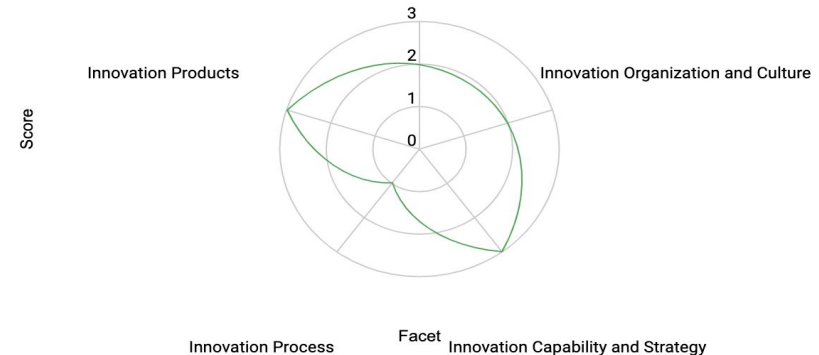 3
2
Innovation Products
Innovation Organization and Culture
1
Score
0
Facet
Innovation Process
Innovation Capability and Strategy